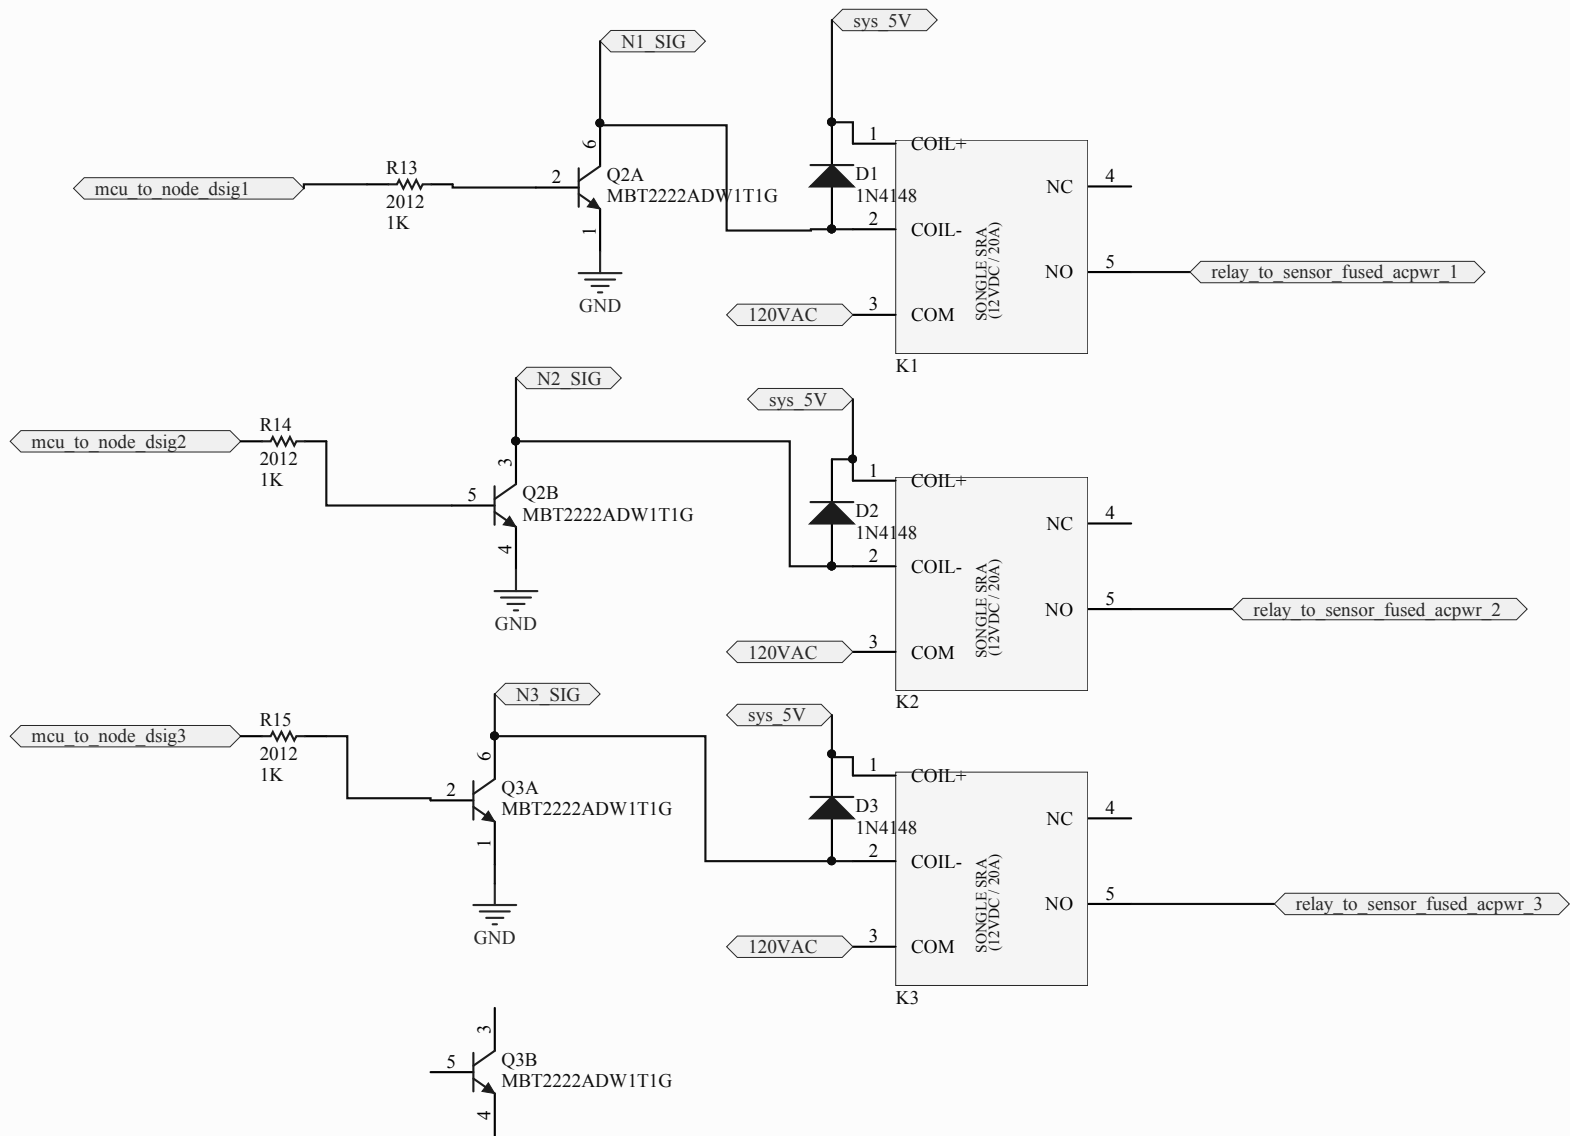 sys_5V
N1_SIG
6
1
COIL+
R13
mcu_to_node_dsig1
2012
1K
2
Q2A
MBT2222ADW1T1G
1
GND
D1
1N4148
NC
4
2
COIL-
SONGLE SRA
(12VDC / 20A)
NO
5
relay_to_sensor_fused_acpwr_1
120VAC
3
COM
K1
N2_SIG
sys_5V
R14
mcu_to_node_dsig2
2012
1K
3
5
Q2B
MBT2222ADW1T1G
4
GND
1
COIL+
D2
1N4148
NC
4
2
COIL-
SONGLE SRA
(12VDC / 20A)
NO
5
relay_to_sensor_fused_acpwr_2
120VAC
3
COM
K2
N3_SIG
sys_5V
R15
mcu_to_node_dsig3
2012
1K
6
2
Q3A
MBT2222ADW1T1G
1
GND
1
COIL+
D3
1N4148
NC
4
2
COIL-
SONGLE SRA
(12VDC / 20A)
NO
5
relay_to_sensor_fused_acpwr_3
120VAC
3
COM
K3
3
5
Q3B
MBT2222ADW1T1G
4